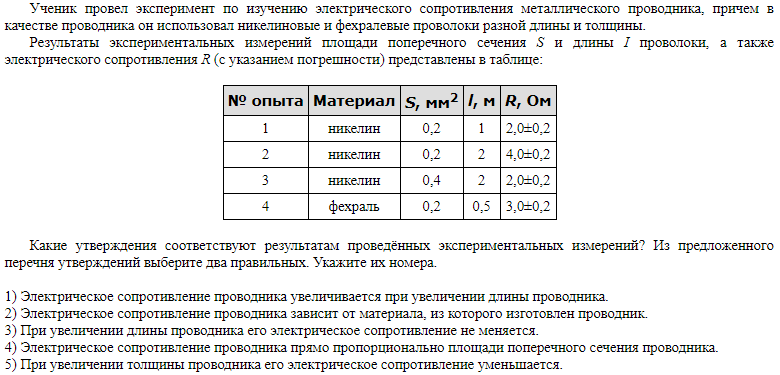 Ученик провел эксперимент по изучению электрического сопротивления металлического проводника, причем в
качестве проводника он использовал никелиновые и фехралевые проволоки разной длины и толщины.
Результаты экспериментальных измерений площади поперечного сечения S и длины I проволоки, а также
электрического сопротивления R (с указанием погрешности) представлены в таблице:
№ опыта Материал S, мм² l, м R, Ом
1 никелин 0,2 1 2,0±0,2
2 никелин 0,2 2 4,0±0,2
3 никелин 0,4 2 2,0±0,2
4 фехраль 0,2 0,5 3,0±0,2
Какие утверждения соответствуют результатам проведённых экспериментальных измерений? Из предложенного
перечня утверждений выберите два правильных. Укажите их номера.
1) Электрическое сопротивление проводника увеличивается при увеличении длины проводника.
2) Электрическое сопротивление проводника зависит от материала, из которого изготовлен проводник.
3) При увеличении длины проводника его электрическое сопротивление не меняется.
4) Электрическое сопротивление проводника прямо пропорционально площади поперечного сечения проводника.
5) При увеличении толщины проводника его электрическое сопротивление уменьшается.